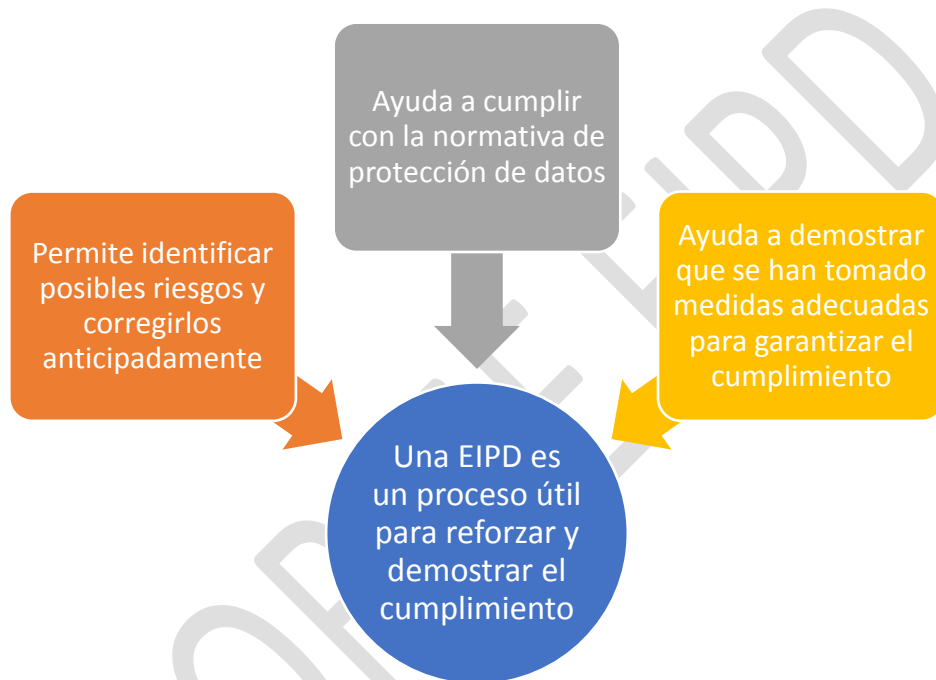 Ayuda a cumplir
con la normativa de
protección de datos
Permite identificar
posibles riesgos y
corregirlos
anticipadamente
Ayuda a demostrar
que se han tomado
medidas adecuadas
para garantizar el
cumplimiento
Una EIPD es
un proceso útil
para reforzar y
demostrar el
cumplimiento
EIPD